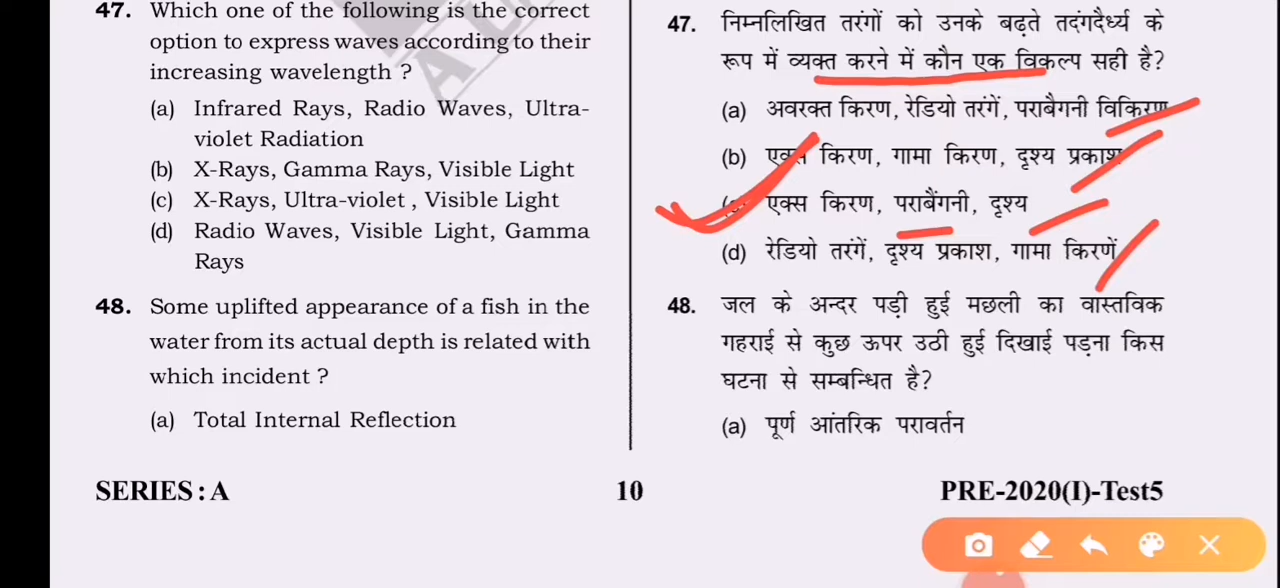 47. Which one of the following is the correct
option to express waves according to their
increasing wavelength ?
(a) Infrared Rays, Radio Waves, Ultra-
violet Radiation
(b) X-Rays, Gamma Rays, Visible Light
(c) X-Rays, Ultra-violet , Visible Light
(d) Radio Waves, Visible Light, Gamma
Rays
48. Some uplifted appearance of a fish in the
water from its actual depth is related with
which incident ?
(a) Total Internal Reflection
47. निम्नलिखित तरंगों को उनके बढ़ते तदंगदैर्ध्य के
रूप में व्यक्त करने में कौन एक विकल्प सही है?
(a) अवरक्त किरण, रेडियो तरंगें, पराबैगनी विकिरण
(b) एक्स किरण, गामा किरण, दृश्य प्रकाश
एक्स किरण, पराबैंगनी, दृश्य
(d) रेडियो तरंगें, दृश्य प्रकाश, गामा किरणें
48. जल के अन्दर पड़ी हुई मछली का वास्तविक
गहराई से कुछ ऊपर उठी हुई दिखाई पड़ना किस
घटना से सम्बन्धित है?
(a) पूर्ण आंतरिक परावर्तन
SERIES : A 10 PRE-2020(I)-Test5